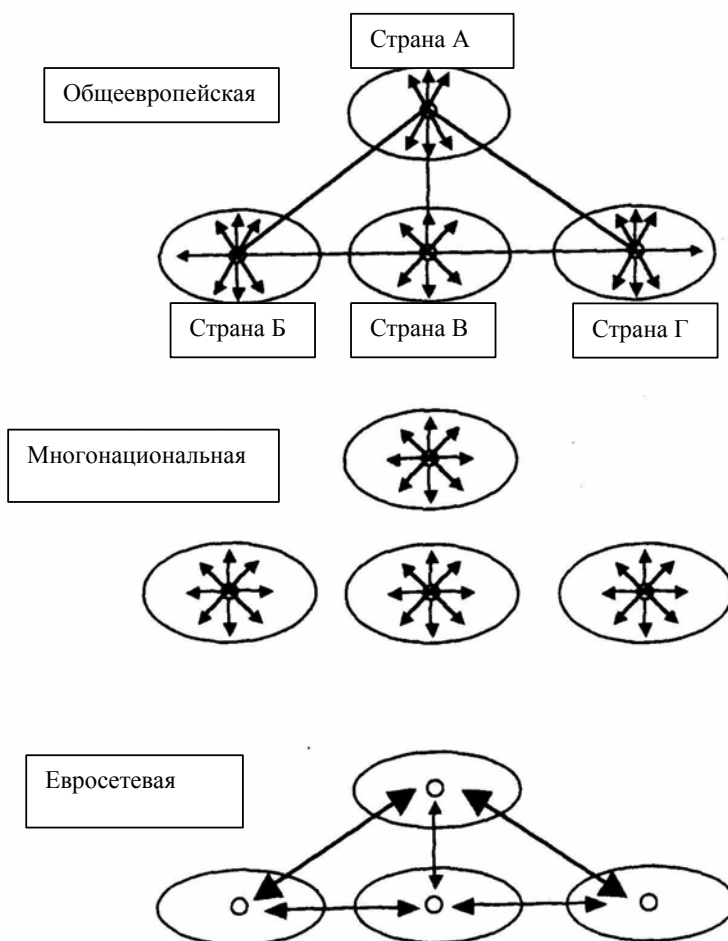 Страна А
Общеевропейская
Страна Б
Страна В
Страна Г
Многонациональная
Евросетевая